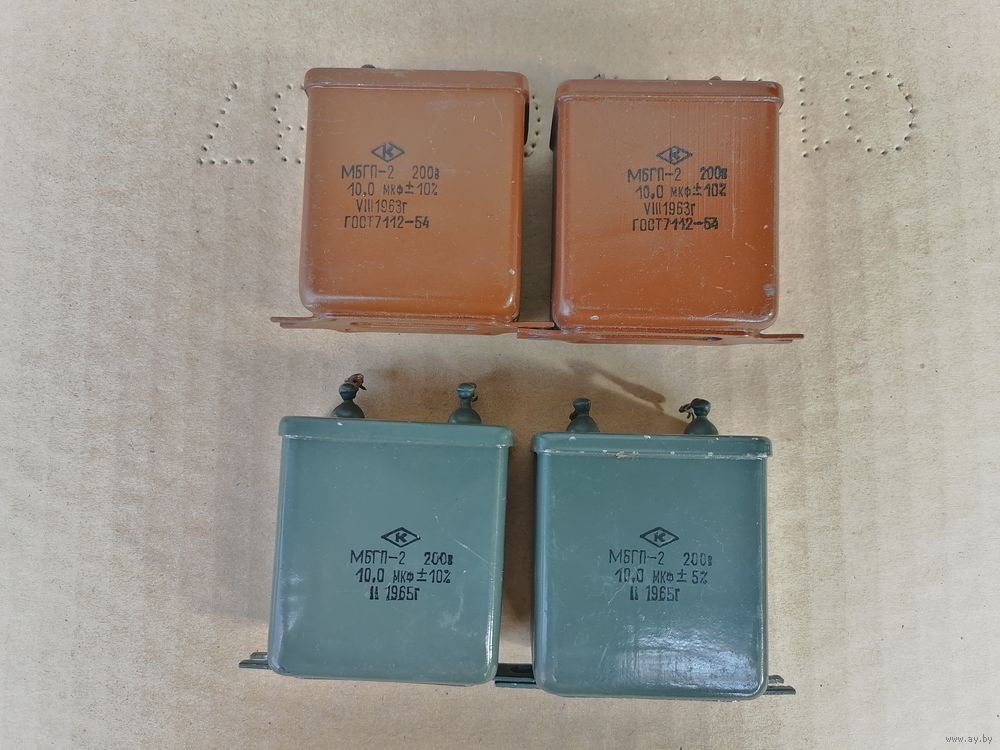 К
МБГП-2 200в
10,0 мкф±10%
VIII 1963г
ГОСТ7112-54
К
МБГП-2 200в
10,0 мкф±10%
VIII 1963г
ГОСТ7112-54
К
МБГП-2 200в
10,0 мкф±10%
II 1965г
К
МБГП-2 200в
10,0 мкф±5%
II 1965г
www.ay.by